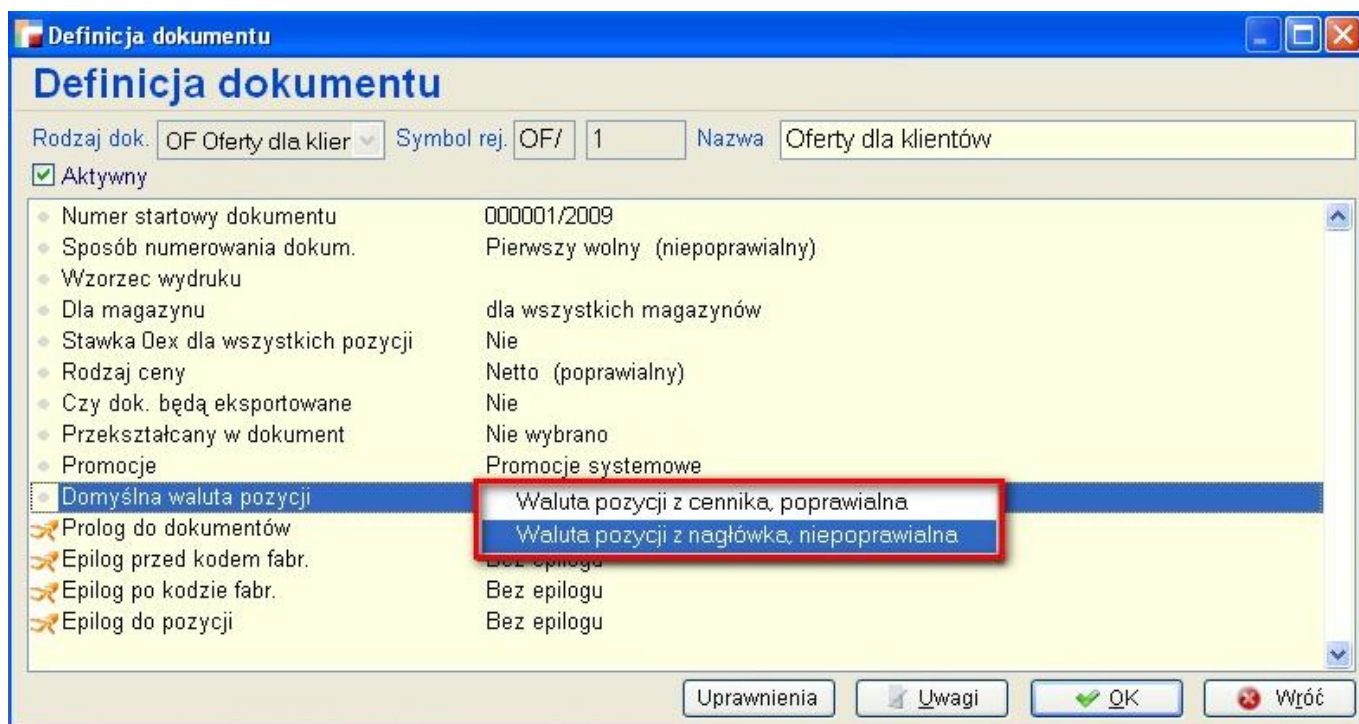 Definicja dokumentu
Definicja dokumentu
Rodzaj dok. OF Oferty dla klier Symbol rej. OF/ 1 Nazwa Oferty dla klientów
Aktywny
Numer startowy dokumentu 000001/2009
Sposób numerowania dokum. Pierwszy wolny (niepoprawialny)
Wzorzec wydruku
Dla magazynu dla wszystkich magazynów
Stawka 0ex dla wszystkich pozycji Nie
Rodzaj ceny Netto (poprawialny)
Czy dok. będą eksportowane Nie
Przekształcany w dokument Nie wybrano
Promocje Promocje systemowe
Domyślna waluta pozycji Waluta pozycji z cennika, poprawialna
Prolog do dokumentów Waluta pozycji z nagłówka, niepoprawialna
Epilog przed kodem fabr. Bez epilogu
Epilog po kodzie fabr. Bez epilogu
Epilog do pozycji Bez epilogu
Uprawnienia Uwagi OK Wróć